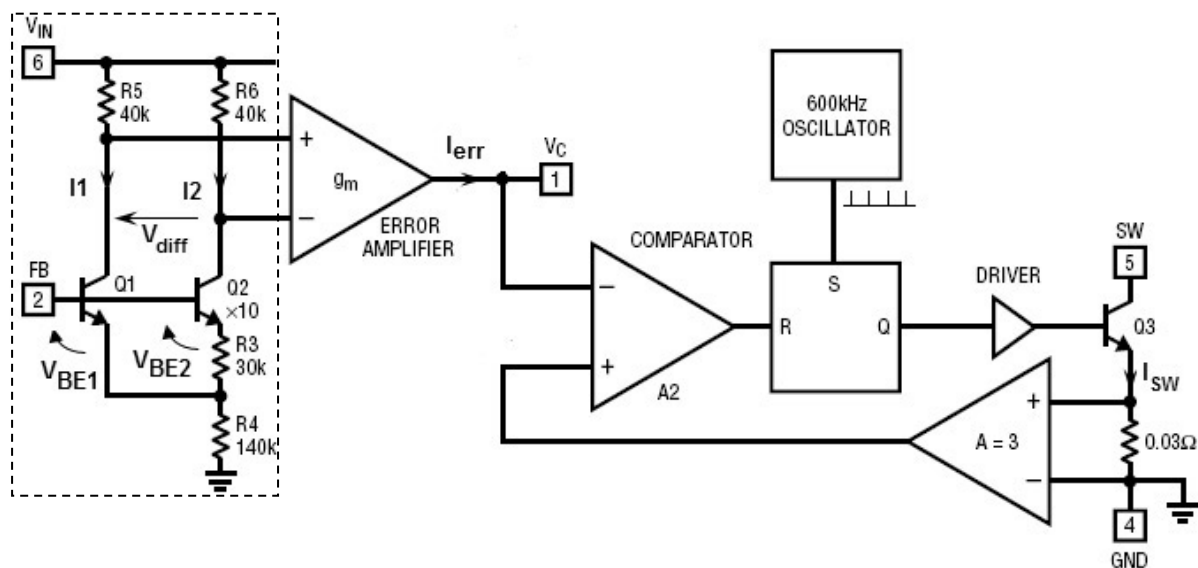 VIN
6
R5
40k
R6
40k
I1
I2
Vdiff
FB
2
Q1
Q2
×10
VBE1
VBE2
R3
30k
R4
140k
+
gm
−
ERROR
AMPLIFIER
Ierr
VC
1
600kHz
OSCILLATOR
COMPARATOR
−
+
A2
S
R
Q
DRIVER
SW
5
Q3
ISW
+
A = 3
−
0.03Ω
4
GND